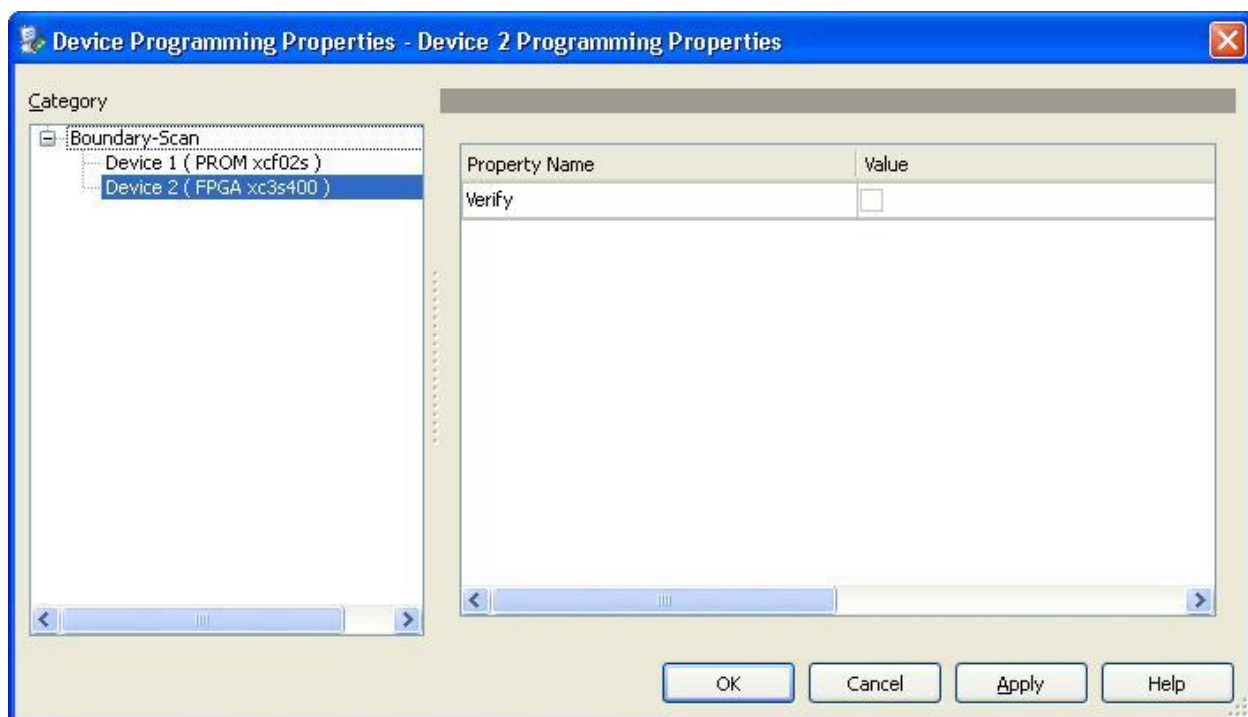 Device Programming Properties - Device 2 Programming Properties
Category
Boundary-Scan
Device 1 ( PROM xcf02s )
Device 2 ( FPGA xc3s400 )
Property Name Value
Verify
OK Cancel Apply Help